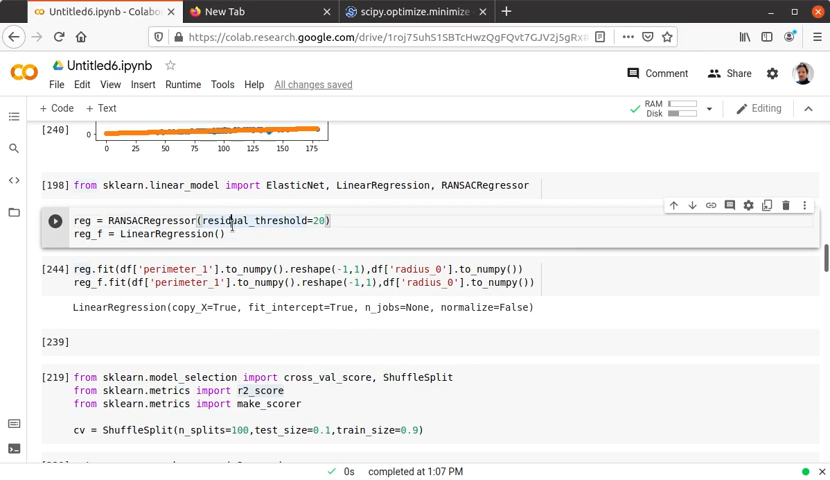 Untitled6.ipynb - Colabo
New Tab
scipy.optimize.minimize
https://colab.research.google.com/drive/1roj75uhS1SBTcHwzQgFQvt7GJV2j5gRx
Untitled6.ipynb
Comment
Share
File Edit View Insert Runtime Tools Help All changes saved
+ Code + Text
RAM
Disk
Editing
[240]
0
0 25 50 75 100 125 150 175
[198] from sklearn.linear_model import ElasticNet, LinearRegression, RANSACRegressor
reg = RANSACRegressor(residual_threshold=20)
reg_f = LinearRegression()
[244] reg.fit(df['perimeter_1'].to_numpy().reshape(-1,1),df['radius_0'].to_numpy())
reg_f.fit(df['perimeter_1'].to_numpy().reshape(-1,1),df['radius_0'].to_numpy())
LinearRegression(copy_X=True, fit_intercept=True, n_jobs=None, normalize=False)
[239]
[219] from sklearn.model_selection import cross_val_score, ShuffleSplit
from sklearn.metrics import r2_score
from sklearn.metrics import make_scorer
cv = ShuffleSplit(n_splits=100,test_size=0.1,train_size=0.9)
0s completed at 1:07 PM